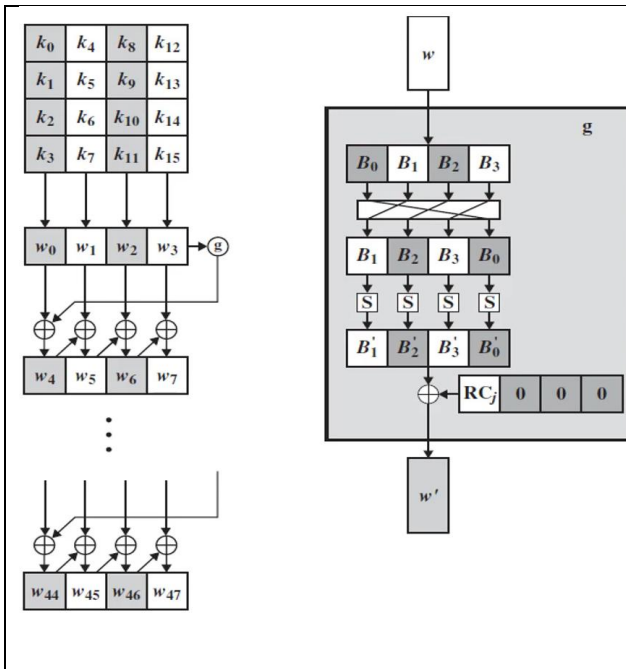 k0 k4 k8 k12
k1 k5 k9 k13
k2 k6 k10 k14
k3 k7 k11 k15
w0 w1 w2 w3 g
w4 w5 w6 w7
w44 w45 w46 w47
w
g
B0 B1 B2 B3
B1 B2 B3 B0
S S S S
B'1 B'2 B'3 B'0
RCj 0 0 0
w'